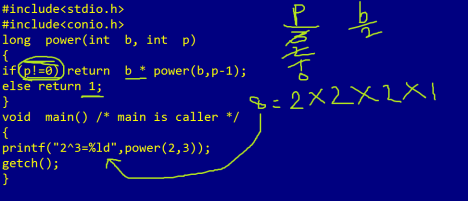 #include<stdio.h>
#include<conio.h>
long power(int b, int p)
{
if(p!=0) return b * power(b,p-1);
else return 1;
}
void main() /* main is caller */
{
printf("2^3=%ld",power(2,3));
getch();
}
p b
3 2
2
1
0
8 = 2 × 2 × 2 × 1